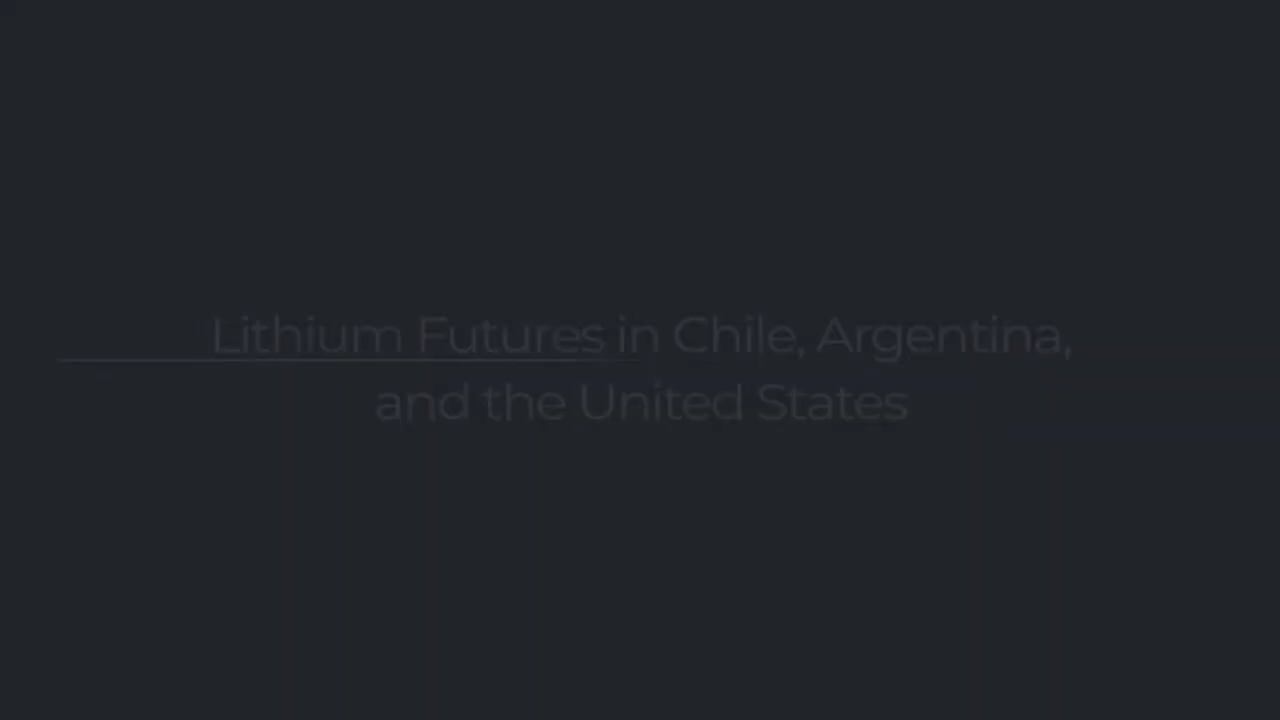 Lithium Futures in Chile, Argentina,
and the United States